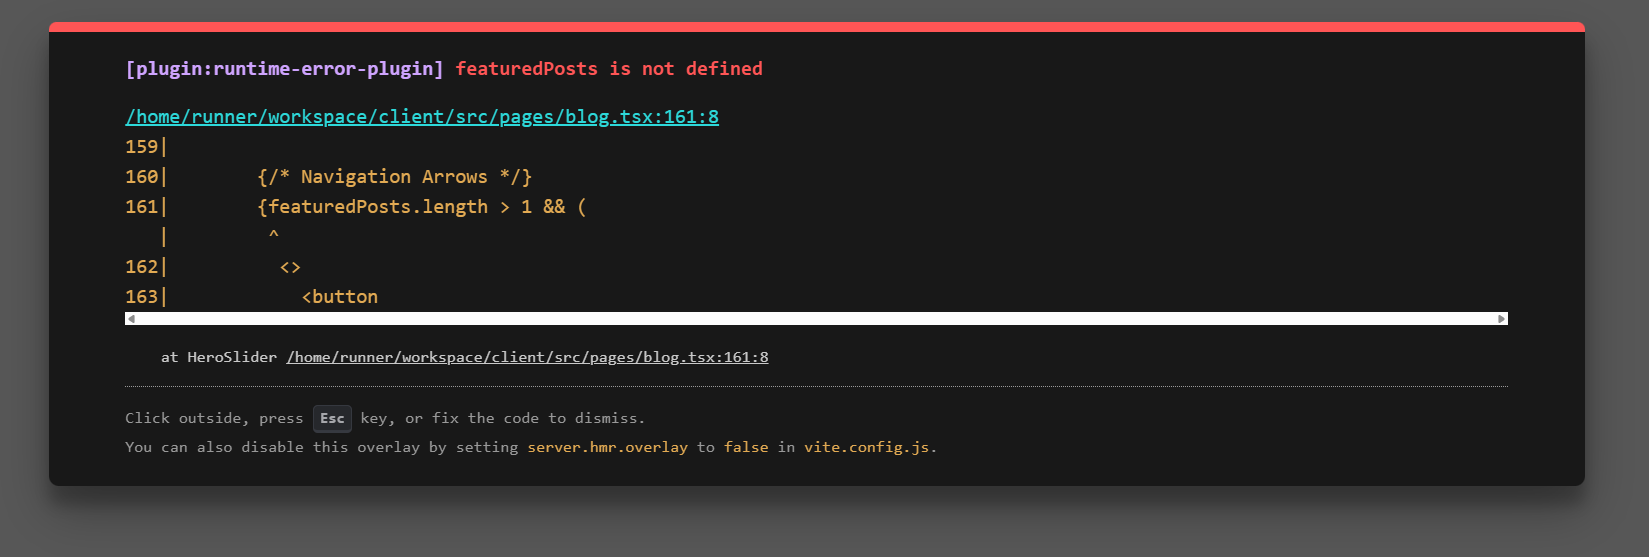 [plugin:runtime-error-plugin] featuredPosts is not defined
/home/runner/workspace/client/src/pages/blog.tsx:161:8
159|
160|        {/* Navigation Arrows */}
161|        {featuredPosts.length > 1 && (
   |         ^
162|          <>
163|            <button
at HeroSlider /home/runner/workspace/client/src/pages/blog.tsx:161:8
Click outside, press Esc key, or fix the code to dismiss.
You can also disable this overlay by setting server.hmr.overlay to false in vite.config.js.